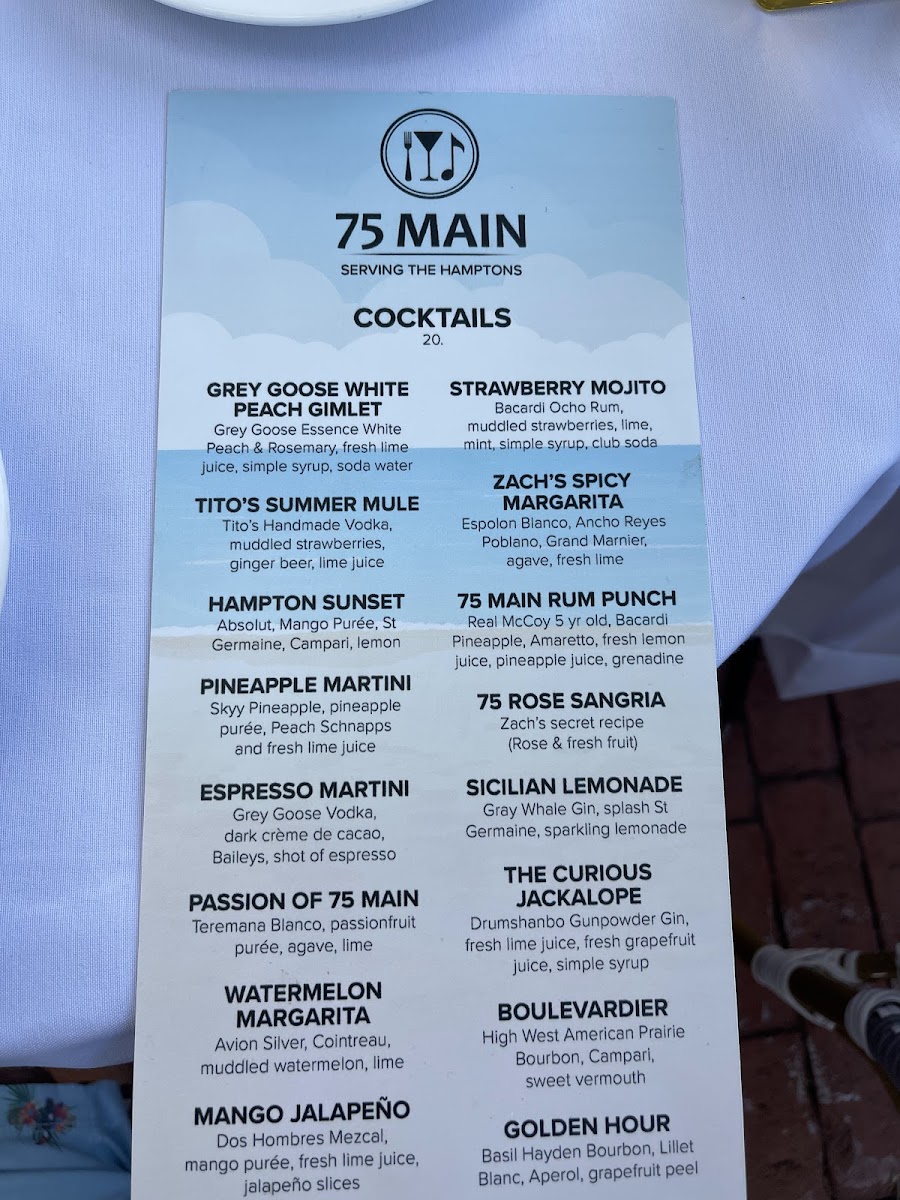 75 MAIN
SERVING THE HAMPTONS
COCKTAILS
20.
GREY GOOSE WHITE
PEACH GIMLET
Grey Goose Essence White
Peach & Rosemary, fresh lime
juice, simple syrup, soda water
TITO'S SUMMER MULE
Tito's Handmade Vodka,
muddled strawberries,
ginger beer, lime juice
HAMPTON SUNSET
Absolut, Mango Purée, St
Germaine, Campari, lemon
PINEAPPLE MARTINI
Skyy Pineapple, pineapple
purée, Peach Schnapps
and fresh lime juice
ESPRESSO MARTINI
Grey Goose Vodka,
dark crème de cacao,
Baileys, shot of espresso
PASSION OF 75 MAIN
Teremana Blanco, passionfruit
purée, agave, lime
WATERMELON
MARGARITA
Avion Silver, Cointreau,
muddled watermelon, lime
MANGO JALAPEÑO
Dos Hombres Mezcal,
mango purée, fresh lime juice,
jalapeño slices
STRAWBERRY MOJITO
Bacardi Ocho Rum,
muddled strawberries, lime,
mint, simple syrup, club soda
ZACH'S SPICY
MARGARITA
Espolon Blanco, Ancho Reyes
Poblano, Grand Marnier,
agave, fresh lime
75 MAIN RUM PUNCH
Real McCoy 5 yr old, Bacardi
Pineapple, Amaretto, fresh lemon
juice, pineapple juice, grenadine
75 ROSE SANGRIA
Zach's secret recipe
(Rose & fresh fruit)
SICILIAN LEMONADE
Gray Whale Gin, splash St
Germaine, sparkling lemonade
THE CURIOUS
JACKALOPE
Drumshanbo Gunpowder Gin,
fresh lime juice, fresh grapefruit
juice, simple syrup
BOULEVARDIER
High West American Prairie
Bourbon, Campari,
sweet vermouth
GOLDEN HOUR
Basil Hayden Bourbon, Lillet
Blanc, Aperol, grapefruit peel